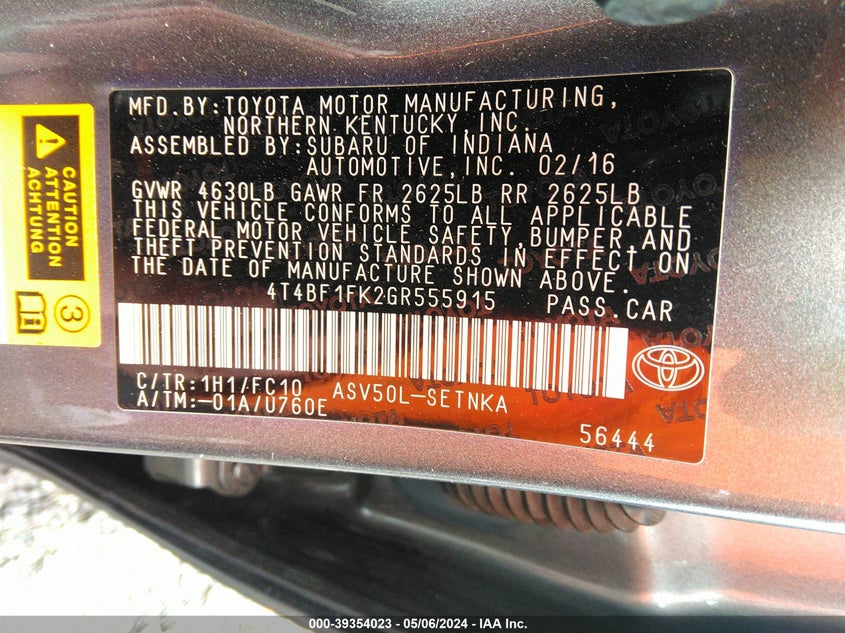 MFD.BY:TOYOTA MOTOR MANUFACTURING,
NORTHERN KENTUCKY,INC.
ASSEMBLED BY:SUBARU OF INDIANA
AUTOMOTIVE,INC. 02/16
GVWR 4630LB GAWR FR 2625LB RR 2625LB
THIS VEHICLE CONFORMS TO ALL APPLICABLE
FEDERAL MOTOR VEHICLE SAFETY,BUMPER,AND
THEFT PREVENTION STANDARDS IN EFFECT ON
THE DATE OF MANUFACTURE SHOWN ABOVE.
4T4BF1FK2GR555915 PASS.CAR
C/TR:1H1/FC10 ASV50L-SETNKA
A/TM:-01A/U760E
56444
CAUTION
ATTENTION
ACHTUNG
3
000-39354023 - 05/06/2024 - IAA Inc.